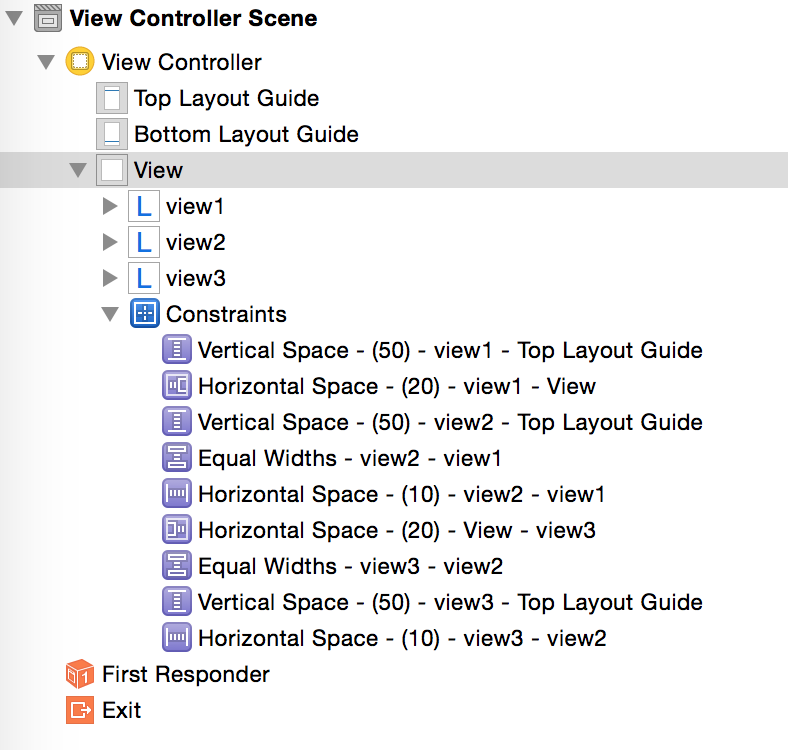 View Controller Scene
View Controller
Top Layout Guide
Bottom Layout Guide
View
L view1
L view2
L view3
Constraints
Vertical Space - (50) - view1 - Top Layout Guide
Horizontal Space - (20) - view1 - View
Vertical Space - (50) - view2 - Top Layout Guide
Equal Widths - view2 - view1
Horizontal Space - (10) - view2 - view1
Horizontal Space - (20) - View - view3
Equal Widths - view3 - view2
Vertical Space - (50) - view3 - Top Layout Guide
Horizontal Space - (10) - view3 - view2
1 First Responder
Exit